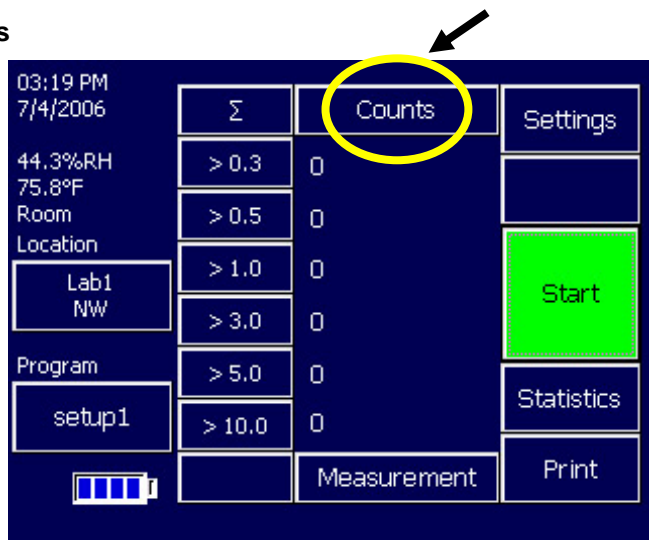 s
03:19 PM
7/4/2006
44.3%RH
75.8°F
Room
Location
Lab1
NW
Program
setup1
Σ Counts
> 0.3 0
> 0.5 0
> 1.0 0
> 3.0 0
> 5.0 0
> 10.0 0
Measurement
Settings
Start
Statistics
Print